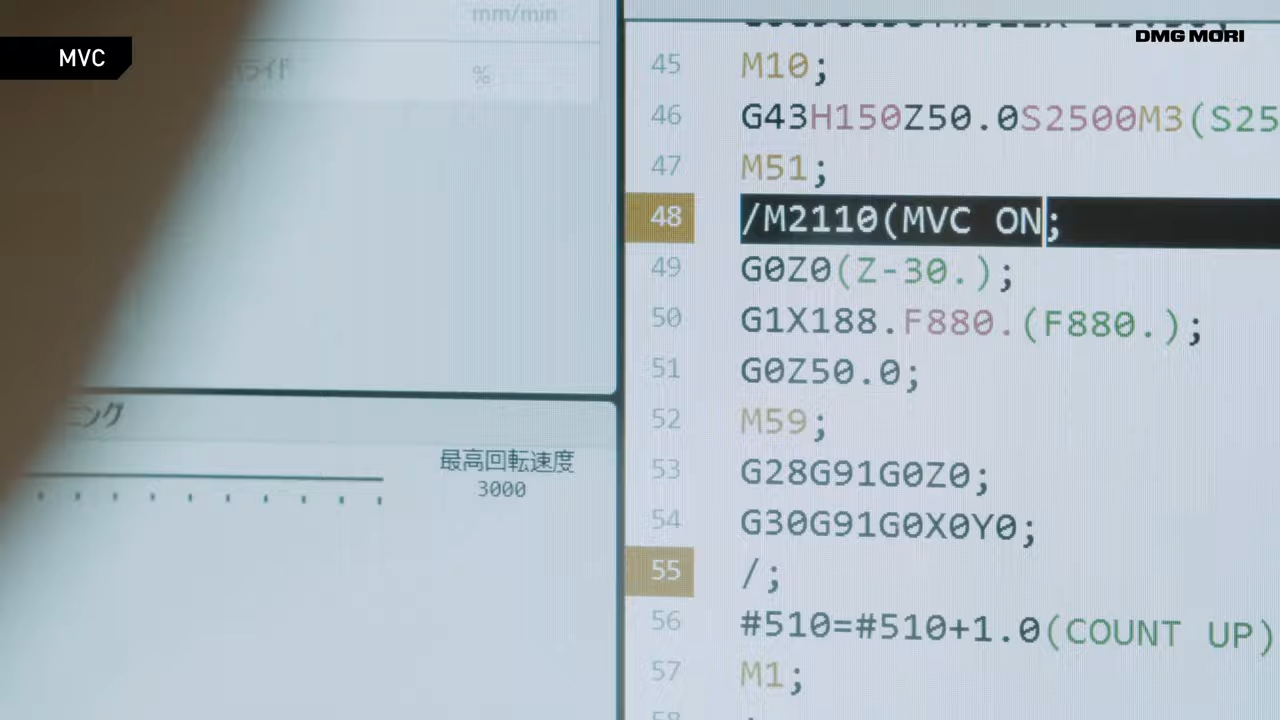 MVC
DMG MORI
mm/min
%
最高回転速度
3000
45 M10;
46 G43H150Z50.0S2500M3(S25
47 M51;
48 /M2110(MVC ON;
49 G0Z0(Z-30.);
50 G1X188.F880.(F880.);
51 G0Z50.0;
52 M59;
53 G28G91G0Z0;
54 G30G91G0X0Y0;
55 /;
56 #510=#510+1.0(COUNT UP)
57 M1;
58